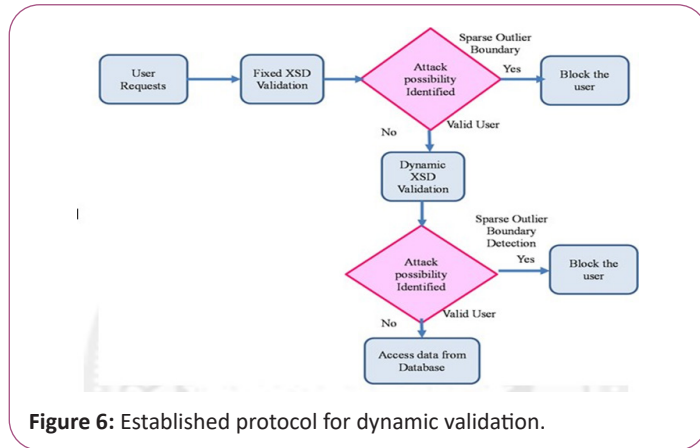 User
Requests
Fixed XSD
Validation
Attack
possibility
Identified
Sparse Outlier
Boundary
Yes
Block the
user
No
Valid User
Dynamic
XSD
Validation
Attack
possibility
Identified
Sparse Outlier
Boundary
Detection
Yes
Block the
user
No
Valid User
Access data from
Database
Figure 6: Established protocol for dynamic validation.